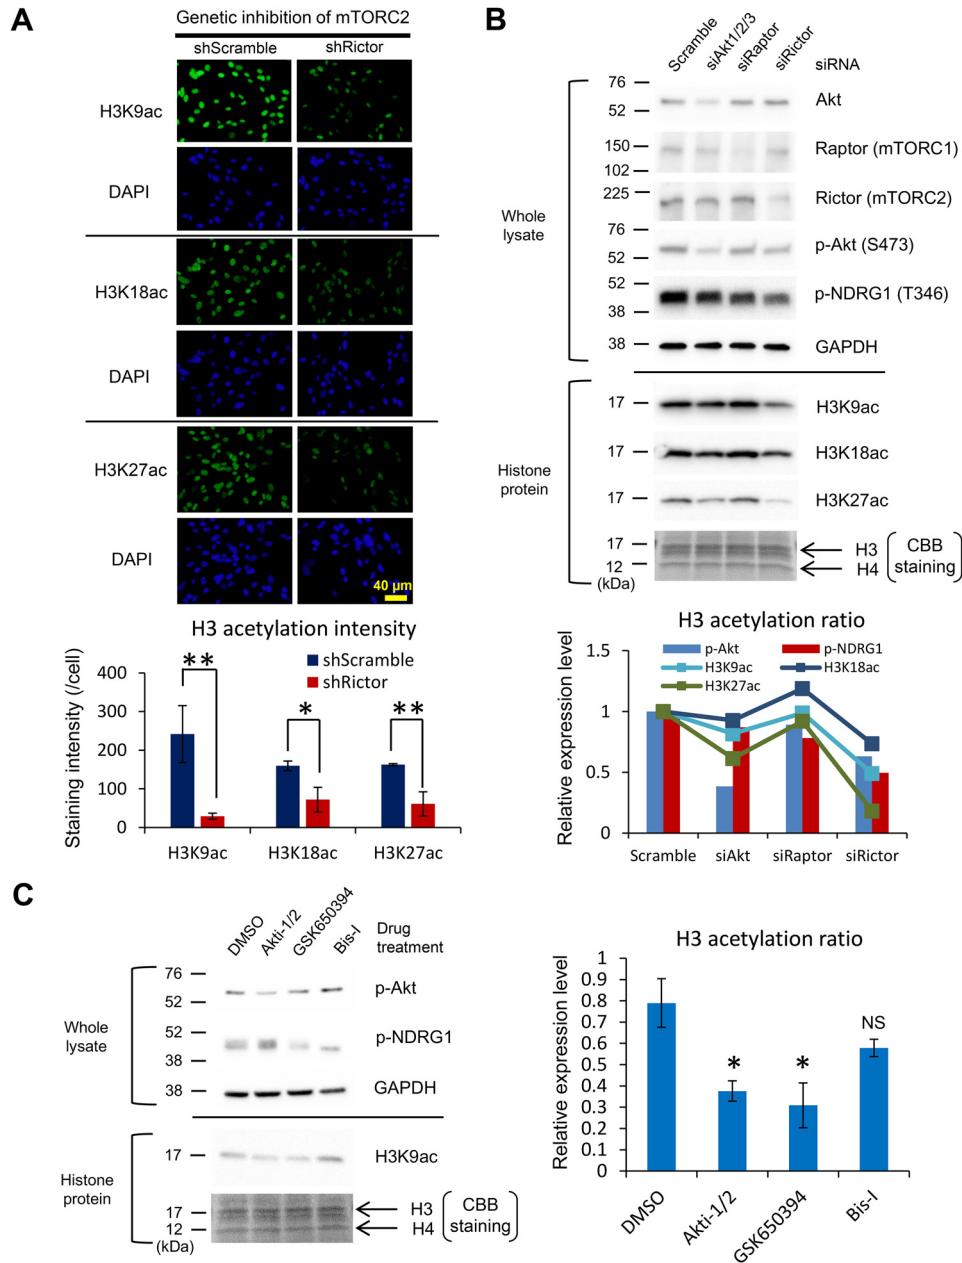 A
Genetic inhibition of mTORC2
shScramble
shRictor
H3K9ac
DAPI
H3K18ac
DAPI
H3K27ac
DAPI
40 μm
H3 acetylation intensity
Staining intensity (/cell)
400
300
200
100
0
**
*
**
shScramble
shRictor
H3K9ac
H3K18ac
H3K27ac
B
Scramble
siAkt1/2/3
siRaptor
siRictor
siRNA
Whole
lysate
76
52
Akt
150
102
Raptor (mTORC1)
225
Rictor (mTORC2)
76
52
p-Akt (S473)
52
38
p-NDRG1 (T346)
38
GAPDH
Histone
protein
17
H3K9ac
17
H3K18ac
17
H3K27ac
17
12
(kDa)
H3
H4
CBB
staining
H3 acetylation ratio
Relative expression level
1.5
1
0.5
0
p-Akt
p-NDRG1
H3K9ac
H3K18ac
H3K27ac
Scramble
siAkt
siRaptor
siRictor
C
DMSO
Akti-1/2
GSK650394
Bis-I
Drug
treatment
Whole
lysate
76
52
p-Akt
52
38
p-NDRG1
38
GAPDH
Histone
protein
17
H3K9ac
17
12
(kDa)
H3
H4
CBB
staining
H3 acetylation ratio
Relative expression level
1
0.9
0.8
0.7
0.6
0.5
0.4
0.3
0.2
0.1
0
*
*
NS
DMSO
Akti-1/2
GSK650394
Bis-I